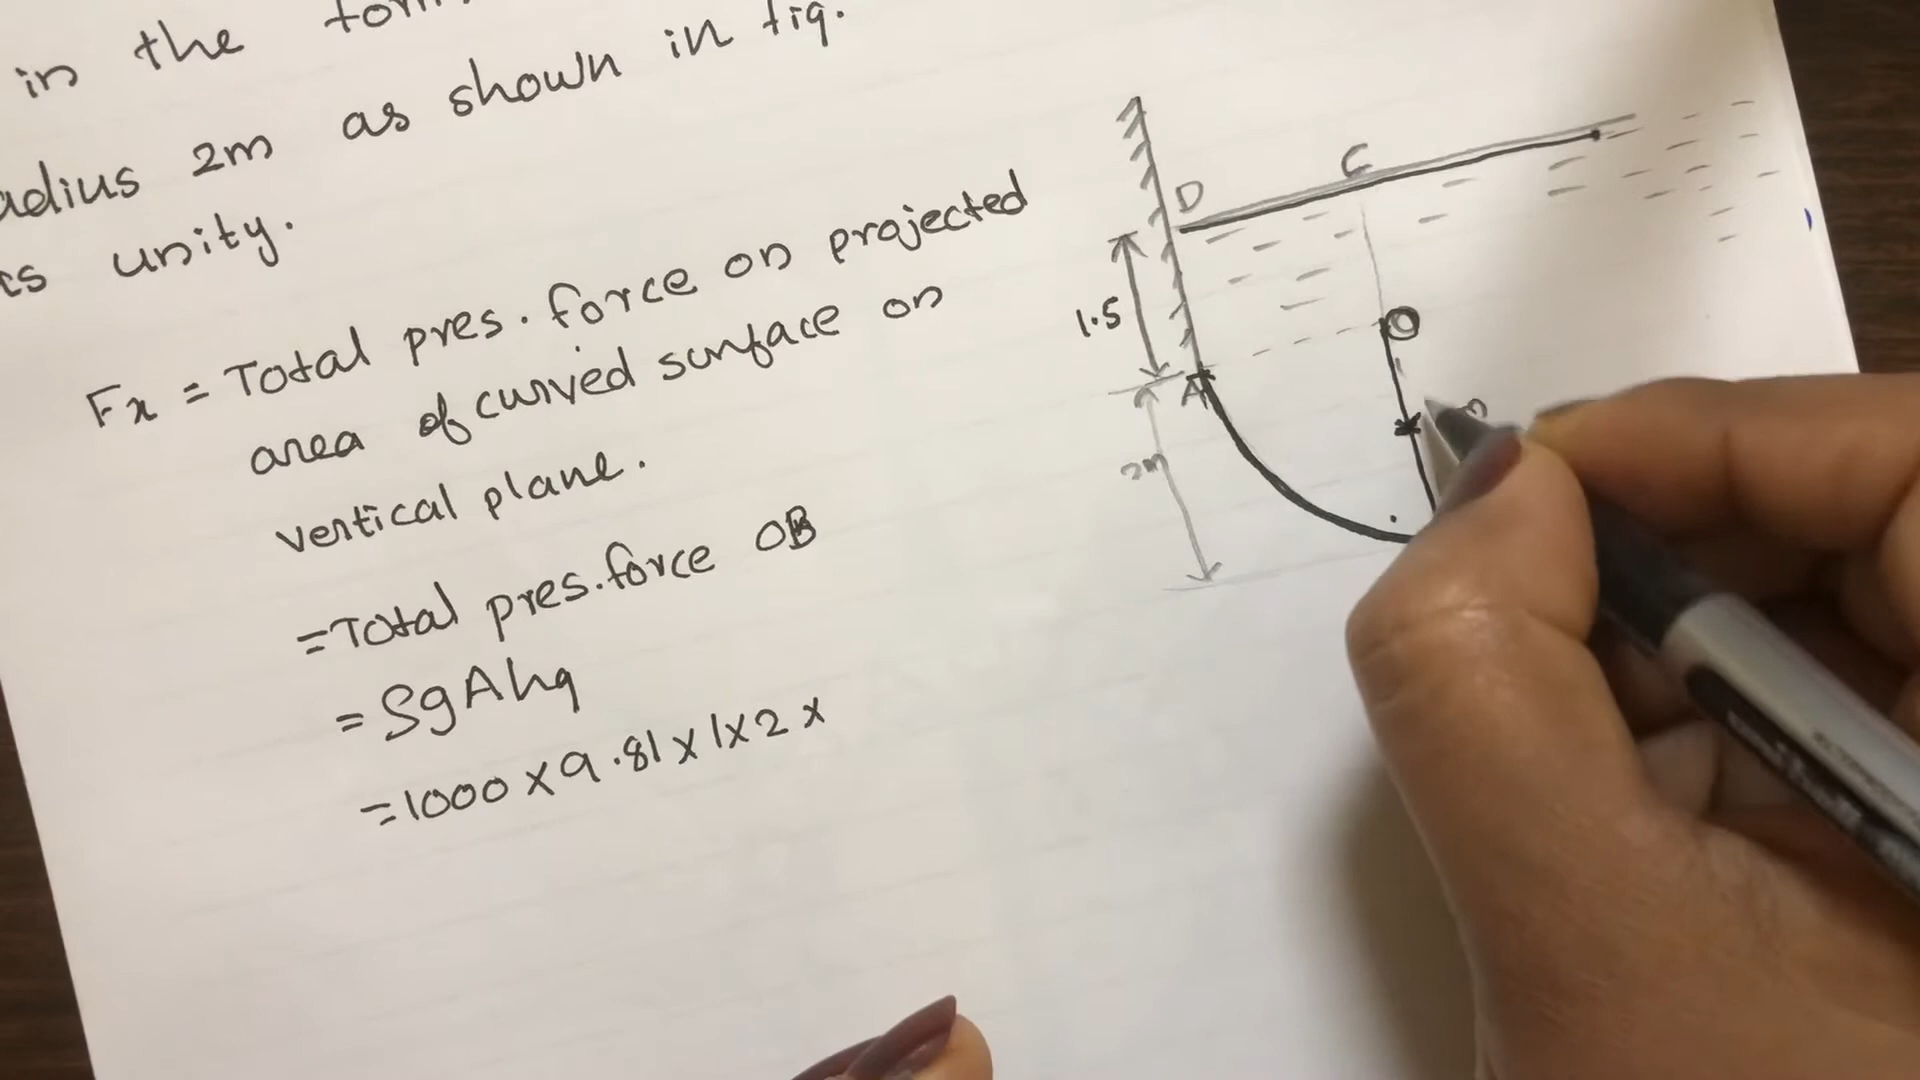 in the
radius 2m as shown in fig.
unity.
Fx = Total pres. force on projected
area of curved surface on
vertical plane.
= Total pres. force OB
= ρgAhg
= 1000 × 9.81 × 1 × 2 ×
D
C
1.5
O
A
2m